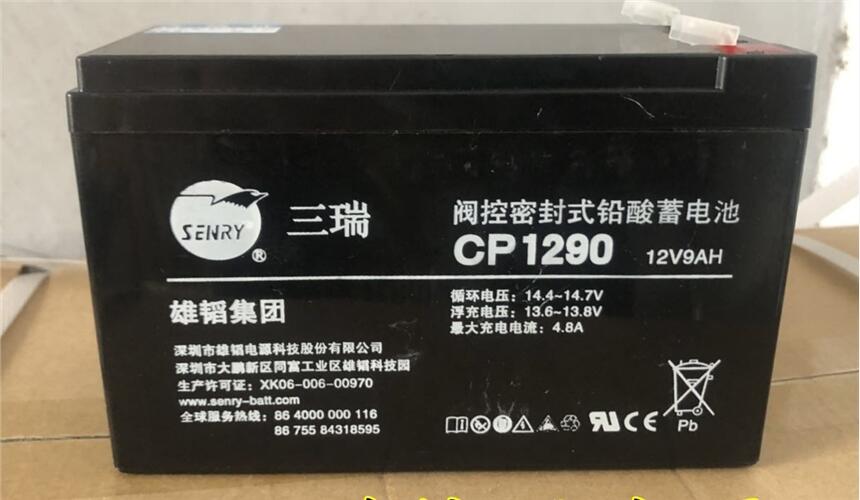 SENRY
®
三瑞
阀控密封式铅酸蓄电池
CP1290 12V9AH
雄韬集团
循环电压：14.4~14.7V
浮充电压：13.6~13.8V
最大充电电流：4.8A
深圳市雄韬电源科技股份有限公司
深圳市大鹏新区同富工业区雄韬科技园
生产许可证：XK06-006-00970
www.senry-batt.com
全球服务热线：86 4000 000 116
86 755 84318595
CE
Pb